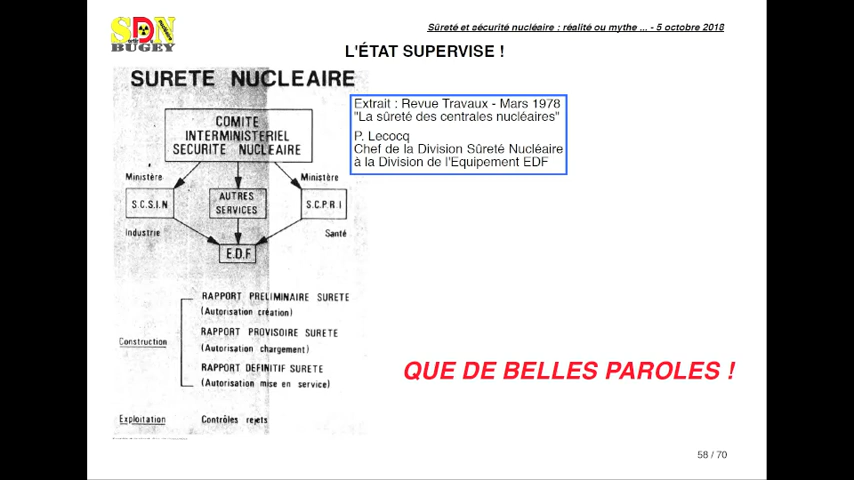 SDN
BUGEY
Sûreté et sécurité nucléaire : réalité ou mythe ... - 5 octobre 2018
L'ÉTAT SUPERVISE !
SURETE NUCLEAIRE
Extrait : Revue Travaux - Mars 1978
"La sûreté des centrales nucléaires"
P. Lecocq
Chef de la Division Sûreté Nucléaire
à la Division de l'Equipement EDF
COMITE
INTERMINISTERIEL
SECURITE NUCLEAIRE
Ministère
Ministère
S.C.S.I.N
AUTRES
SERVICES
S.C.P.R.I
Industrie
Santé
E.D.F
RAPPORT PRELIMINAIRE SURETE
(Autorisation création)
RAPPORT PROVISOIRE SURETE
Construction
(Autorisation chargement)
RAPPORT DEFINITIF SURETE
(Autorisation mise en service)
Exploitation
Contrôles rejets
QUE DE BELLES PAROLES !
58 / 70